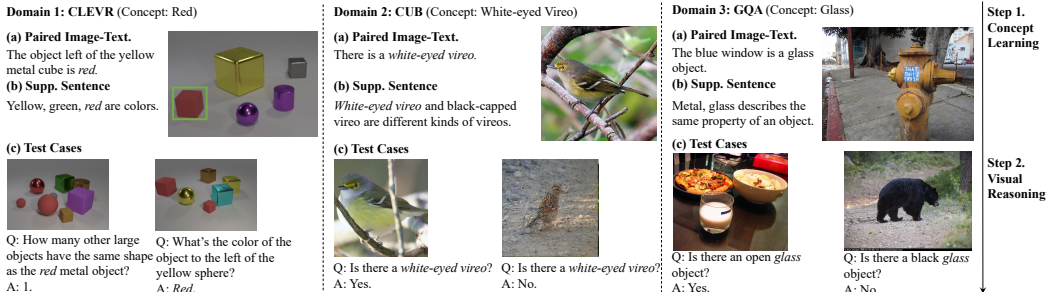 Domain 1: CLEVR (Concept: Red)
(a) Paired Image-Text.
The object left of the yellow
metal cube is red.
(b) Supp. Sentence
Yellow, green, red are colors.
(c) Test Cases
Q: How many other large
objects have the same shape
as the red metal object?
A: 1.
Q: What's the color of the
object to the left of the
yellow sphere?
A: Red.
Domain 2: CUB (Concept: White-eyed Vireo)
(a) Paired Image-Text.
There is a white-eyed vireo.
(b) Supp. Sentence
White-eyed vireo and black-capped
vireo are different kinds of vireos.
(c) Test Cases
Q: Is there a white-eyed vireo?
A: Yes.
Q: Is there a white-eyed vireo?
A: No.
Domain 3: GQA (Concept: Glass)
(a) Paired Image-Text.
The blue window is a glass
object.
(b) Supp. Sentence
Metal, glass describes the
same property of an object.
THAT
THIS
(c) Test Cases
Q: Is there an open glass
object?
A: Yes.
Q: Is there a black glass
object?
A: No.
Step 1.
Concept
Learning
Step 2.
Visual
Reasoning